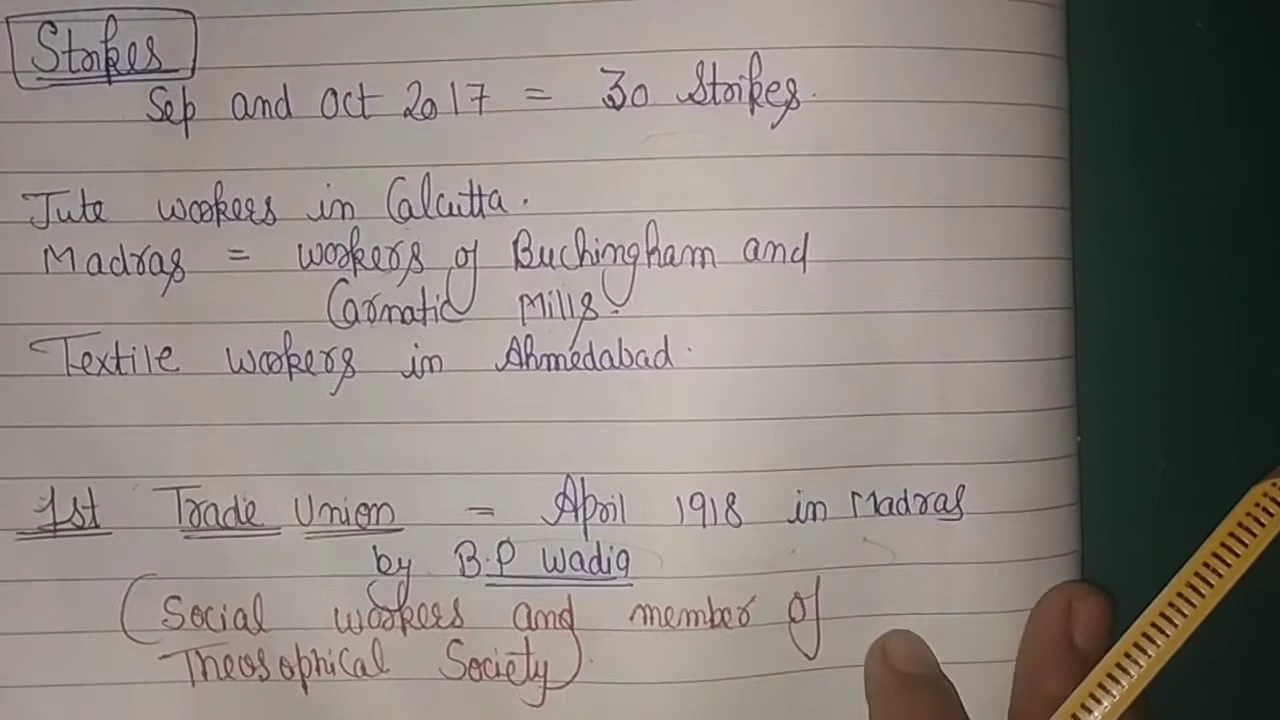 Strikes
Sep and Oct 2017 = 30 Strikes.
Jute workers in Calcutta.
Madras = workers of Buchingham and
Carnatic Mills.
Textile workers in Ahmedabad.
1st Trade Union = April 1918 in Madras
by B.P Wadia
(Social workers and member of
Theosophical Society).